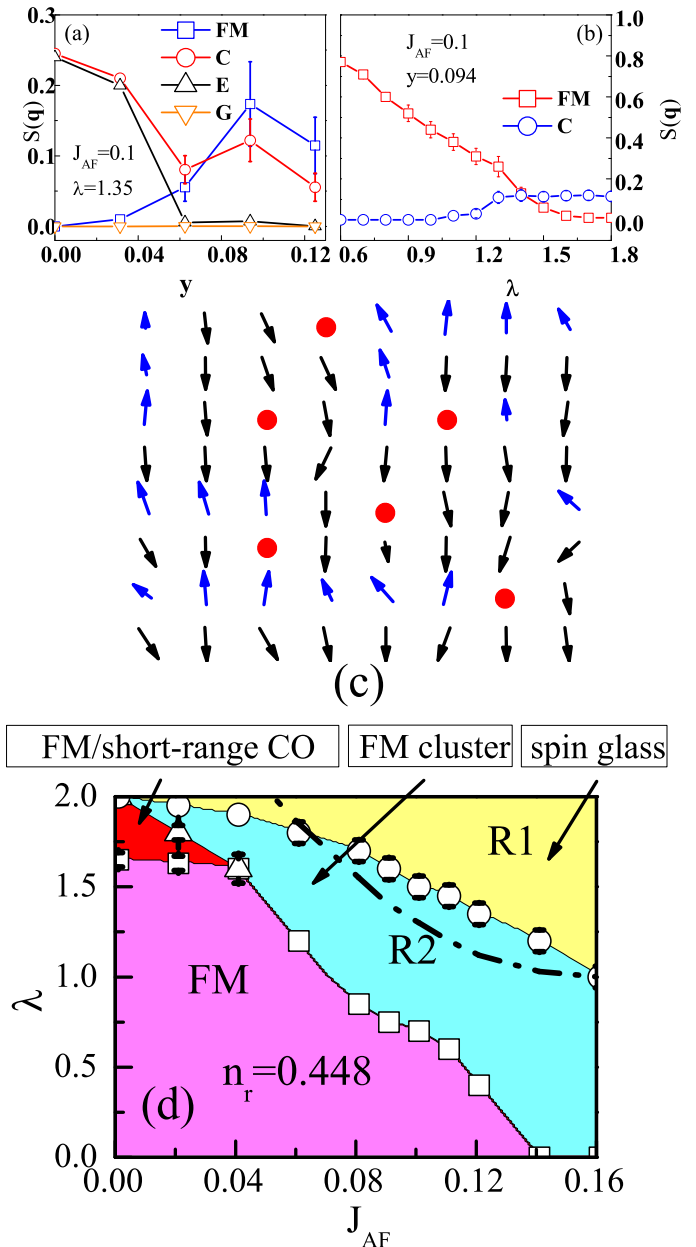 (a)
FM
C
E
G
J_AF=0.1
λ=1.35
S(q)
0.3
0.2
0.1
0.0
0.00 0.04 0.08 0.12
y
(b)
J_AF=0.1
y=0.094
FM
C
S(q)
1.0
0.8
0.6
0.4
0.2
0.0
0.6 0.9 1.2 1.5 1.8
λ
(c)
FM/short-range CO
FM cluster
spin glass
2.0
1.5
1.0
0.5
0.0
λ
R1
R2
FM
n_r=0.448
(d)
0.00 0.04 0.08 0.12 0.16
J_AF